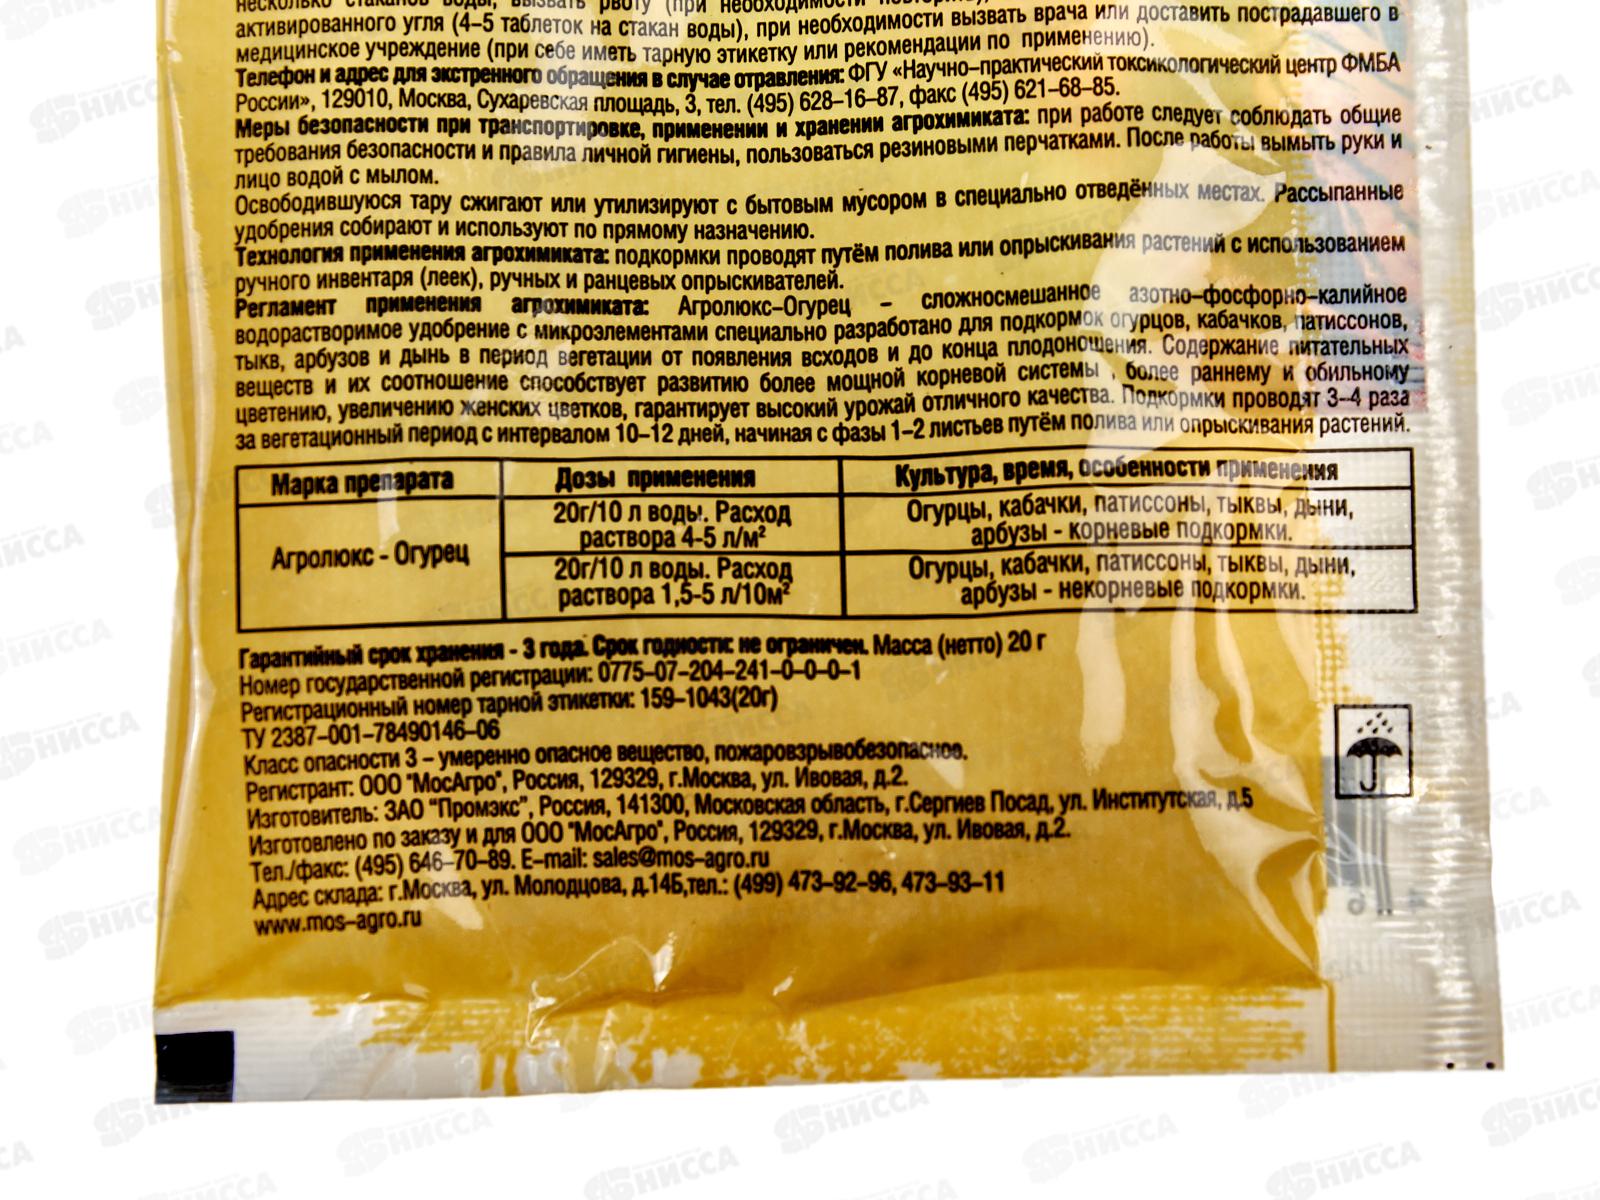 несколько стаканов воды, вызвать рвоту (при необходимости
активированного угля (4–5 таблеток на стакан воды), при необходимости вызвать врача или доставить пострадавшего в
медицинское учреждение (при себе иметь тарную этикетку или рекомендации по применению).
Телефон и адрес для экстренного обращения в случае отравления: ФГУ «Научно–практический токсикологический центр ФМБА
России», 129010, Москва, Сухаревская площадь, 3, тел. (495) 628–16–87, факс (495) 621–68–85.
Меры безопасности при транспортировке, применении и хранении агрохимиката: при работе следует соблюдать общие
требования безопасности и правила личной гигиены, пользоваться резиновыми перчатками. После работы вымыть руки и
лицо водой с мылом.
Освободившуюся тару сжигают или утилизируют с бытовым мусором в специально отведённых местах. Рассыпанные
удобрения собирают и используют по прямому назначению.
Технология применения агрохимиката: подкормки проводят путём полива или опрыскивания растений с использованием
ручного инвентаря (леек), ручных и ранцевых опрыскивателей.
Регламент применения агрохимиката: Агролюкс–Огурец – сложносмешанное азотно–фосфорно–калийное
водорастворимое удобрение с микроэлементами специально разработано для подкормок огурцов, кабачков, патиссонов,
тыкв, арбузов и дынь в период вегетации от появления всходов и до конца плодоношения. Содержание питательных
веществ и их соотношение способствует развитию более мощной корневой системы , более раннему и обильному
цветению, увеличению женских цветков, гарантирует высокий урожай отличного качества. Подкормки проводят 3–4 раза
за вегетационный период с интервалом 10–12 дней, начиная с фазы 1–2 листьев путём полива или опрыскивания растений.
Марка препарата Дозы применения Культура, время, особенности применения
Агролюкс - Огурец
20г/10 л воды. Расход
раствора 4-5 л/м²
Огурцы, кабачки, патиссоны, тыквы, дыни,
арбузы - корневые подкормки.
20г/10 л воды. Расход
раствора 1,5-5 л/10м²
Огурцы, кабачки, патиссоны, тыквы, дыни,
арбузы - некорневые подкормки.
Гарантийный срок хранения - 3 года. Срок годности: не ограничен. Масса (нетто) 20 г
Номер государственной регистрации: 0775–07–204–241–0–0–0–1
Регистрационный номер тарной этикетки: 159–1043(20г)
ТУ 2387–001–78490146–06
Класс опасности 3 – умеренно опасное вещество, пожаровзрывобезопасное.
Регистрант: ООО "МосАгро", Россия, 129329, г.Москва, ул. Ивовая, д.2.
Изготовитель: ЗАО "Промэкс", Россия, 141300, Московская область, г.Сергиев Посад, ул. Институтская, д.5
Изготовлено по заказу и для ООО "МосАгро", Россия, 129329, г.Москва, ул. Ивовая, д.2.
Тел./факс: (495) 646–70–89. E–mail: sales@mos–agro.ru
Адрес склада: г.Москва, ул. Молодцова, д.14Б,тел.: (499) 473–92–96, 473–93–11
www.mos–agro.ru